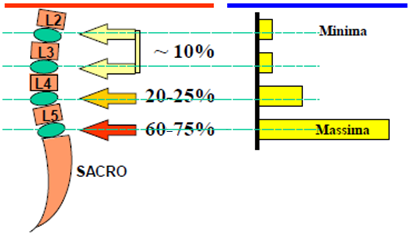 L2
Minima
L3
~ 10%
L4
20-25%
L5
60-75%
Massima
SACRO